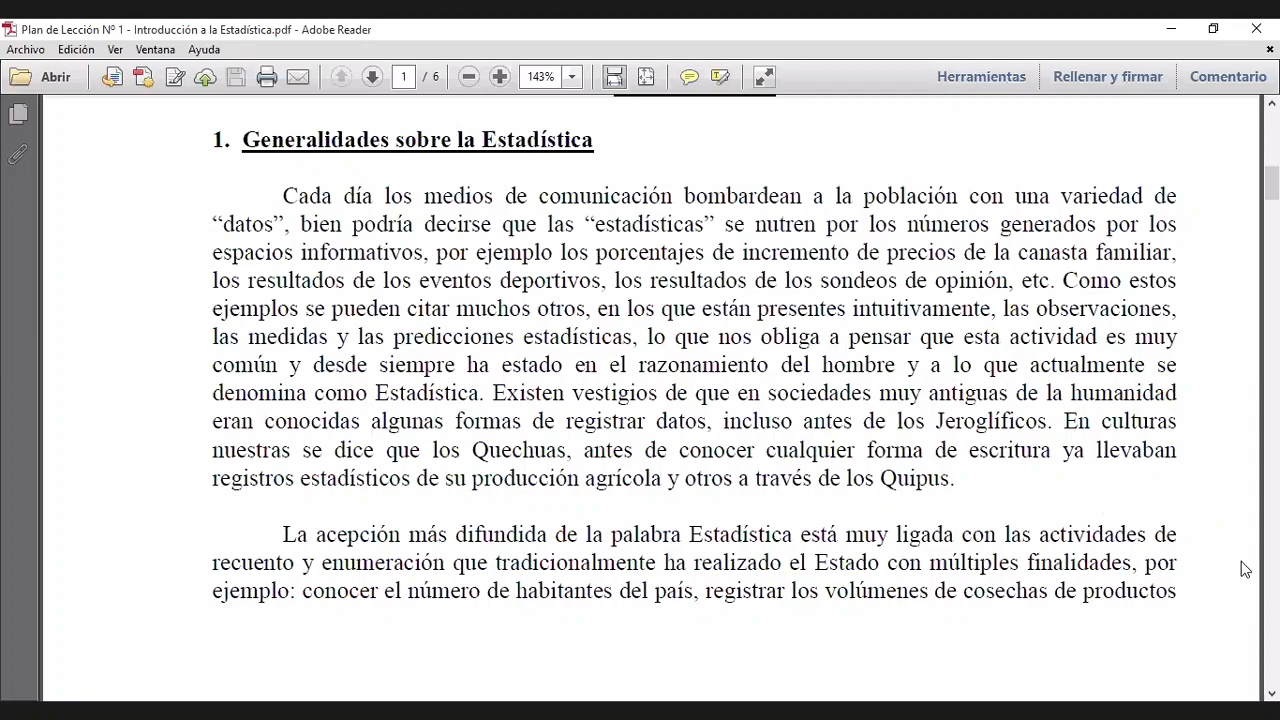 Plan de Lección Nº 1 - Introducción a la Estadística.pdf - Adobe Reader
Archivo Edición Ver Ventana Ayuda
Abrir 1 / 6 143% Herramientas Rellenar y firmar Comentario
1. Generalidades sobre la Estadística
Cada día los medios de comunicación bombardean a la población con una variedad de
“datos”, bien podría decirse que las “estadísticas” se nutren por los números generados por los
espacios informativos, por ejemplo los porcentajes de incremento de precios de la canasta familiar,
los resultados de los eventos deportivos, los resultados de los sondeos de opinión, etc. Como estos
ejemplos se pueden citar muchos otros, en los que están presentes intuitivamente, las observaciones,
las medidas y las predicciones estadísticas, lo que nos obliga a pensar que esta actividad es muy
común y desde siempre ha estado en el razonamiento del hombre y a lo que actualmente se
denomina como Estadística. Existen vestigios de que en sociedades muy antiguas de la humanidad
eran conocidas algunas formas de registrar datos, incluso antes de los Jeroglíficos. En culturas
nuestras se dice que los Quechuas, antes de conocer cualquier forma de escritura ya llevaban
registros estadísticos de su producción agrícola y otros a través de los Quipus.
La acepción más difundida de la palabra Estadística está muy ligada con las actividades de
recuento y enumeración que tradicionalmente ha realizado el Estado con múltiples finalidades, por
ejemplo: conocer el número de habitantes del país, registrar los volúmenes de cosechas de productos